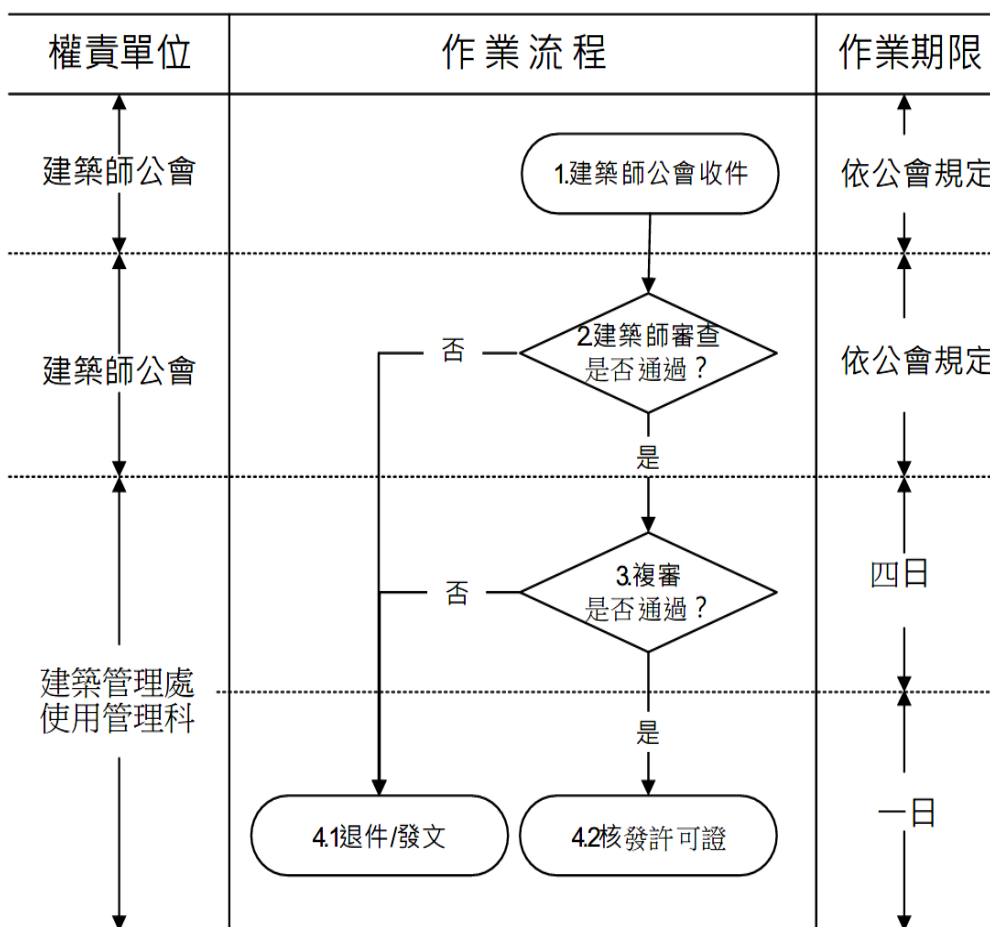 權責單位
作業流程
作業期限
建築師公會
1.建築師公會收件
依公會規定
建築師公會
否
2.建築師審查
是否通過？
依公會規定
是
否
3.複審
是否通過？
四日
建築管理處
使用管理科
是
4.1退件/發文
4.2核發許可證
一日